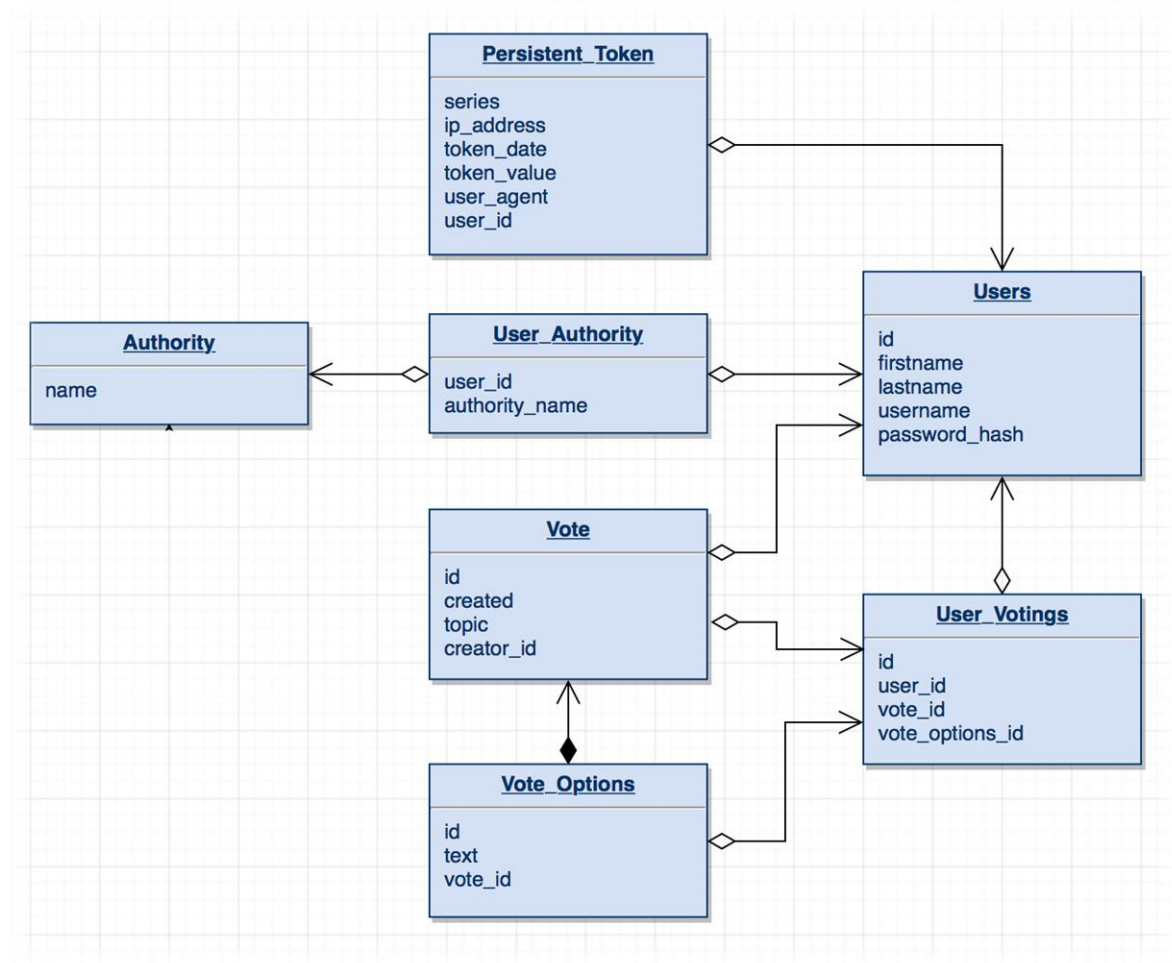 Persistent_Token
series
ip_address
token_date
token_value
user_agent
user_id
Users
id
firstname
lastname
username
password_hash
Authority
name
User_Authority
user_id
authority_name
Vote
id
created
topic
creator_id
User_Votings
id
user_id
vote_id
vote_options_id
Vote_Options
id
text
vote_id